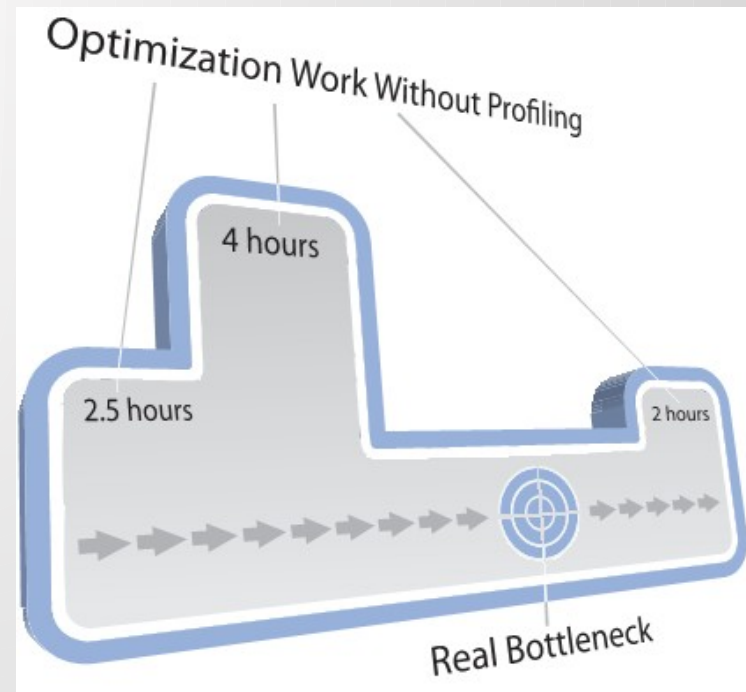 Optimization Work Without Profiling
4 hours
2.5 hours
2 hours
Real Bottleneck